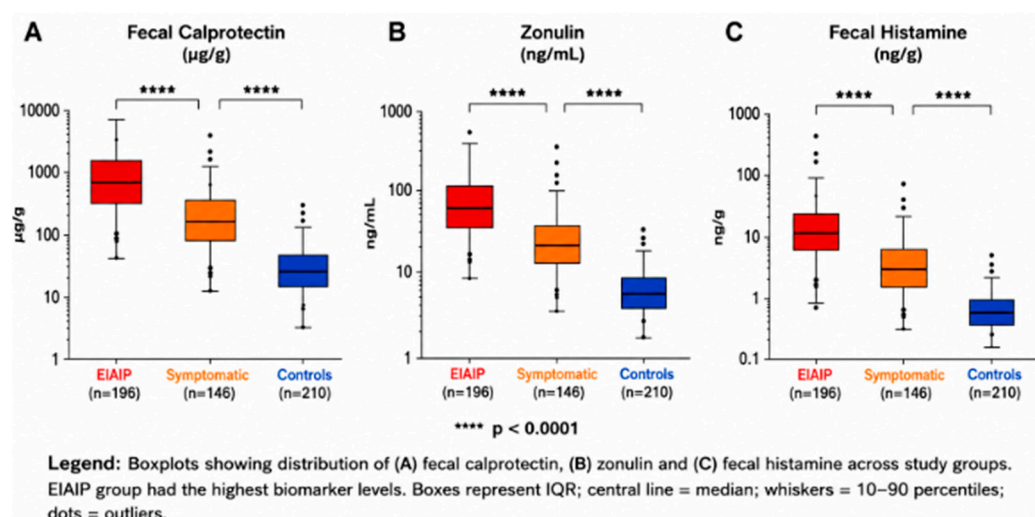 A
Fecal Calprotectin
(µg/g)
**** ****
10000
1000
100
10
1
µg/g
EIAIP Symptomatic Controls
(n=196) (n=146) (n=210)
B
Zonulin
(ng/mL)
**** ****
1000
100
10
1
ng/mL
EIAIP Symptomatic Controls
(n=196) (n=146) (n=210)
C
Fecal Histamine
(ng/g)
**** ****
1000
100
10
1
0.1
ng/g
EIAIP Symptomatic Controls
(n=196) (n=146) (n=210)
**** p < 0.0001
Legend: Boxplots showing distribution of (A) fecal calprotectin, (B) zonulin and (C) fecal histamine across study groups.
EIAIP group had the highest biomarker levels. Boxes represent IQR; central line = median; whiskers = 10–90 percentiles;
dots = outliers.